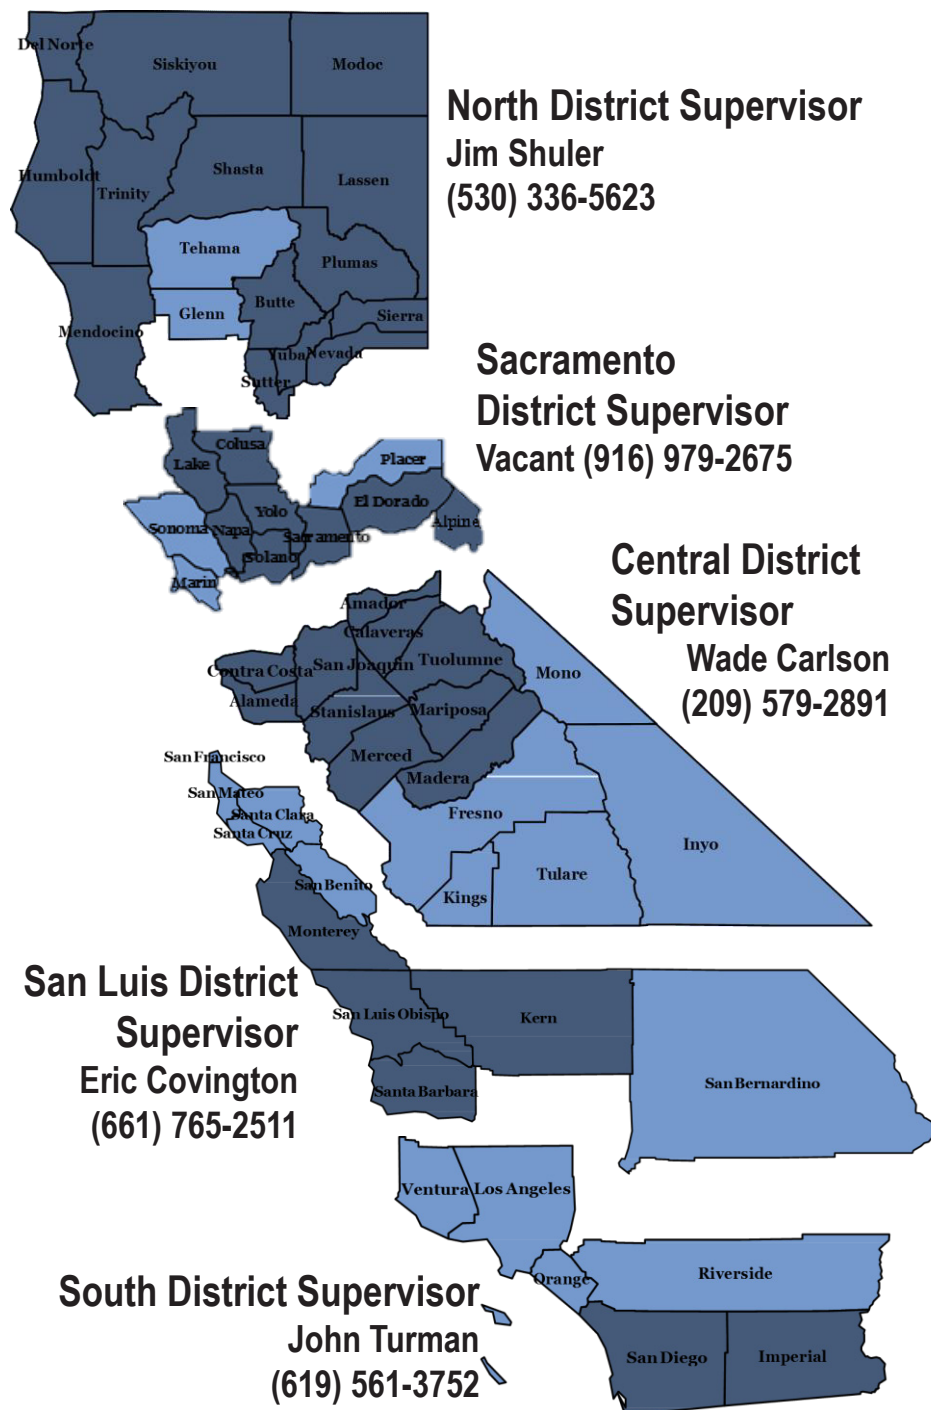 Del Norte
Siskiyou
Modoc
North District Supervisor
Jim Shuler
(530) 336-5623
Humboldt
Trinity
Shasta
Lassen
Tehama
Plumas
Glenn
Butte
Sierra
Mendocino
Yuba
Nevada
Sutter
Sacramento
District Supervisor
Vacant (916) 979-2675
Colusa
Lake
Placer
El Dorado
Yolo
Sonoma
Napa
Sacramento
Alpine
Solano
Marin
Central District
Supervisor
Wade Carlson
(209) 579-2891
Amador
Calaveras
San Joaquin
Tuolumne
Contra Costa
Mono
Alameda
Stanislaus
Mariposa
Merced
Madera
San Francisco
San Mateo
Santa Clara
Santa Cruz
Fresno
Inyo
San Benito
Kings
Tulare
Monterey
San Luis District
Supervisor
Eric Covington
(661) 765-2511
San Luis Obispo
Kern
Santa Barbara
San Bernardino
Ventura
Los Angeles
Orange
Riverside
South District Supervisor
John Turman
(619) 561-3752
San Diego
Imperial